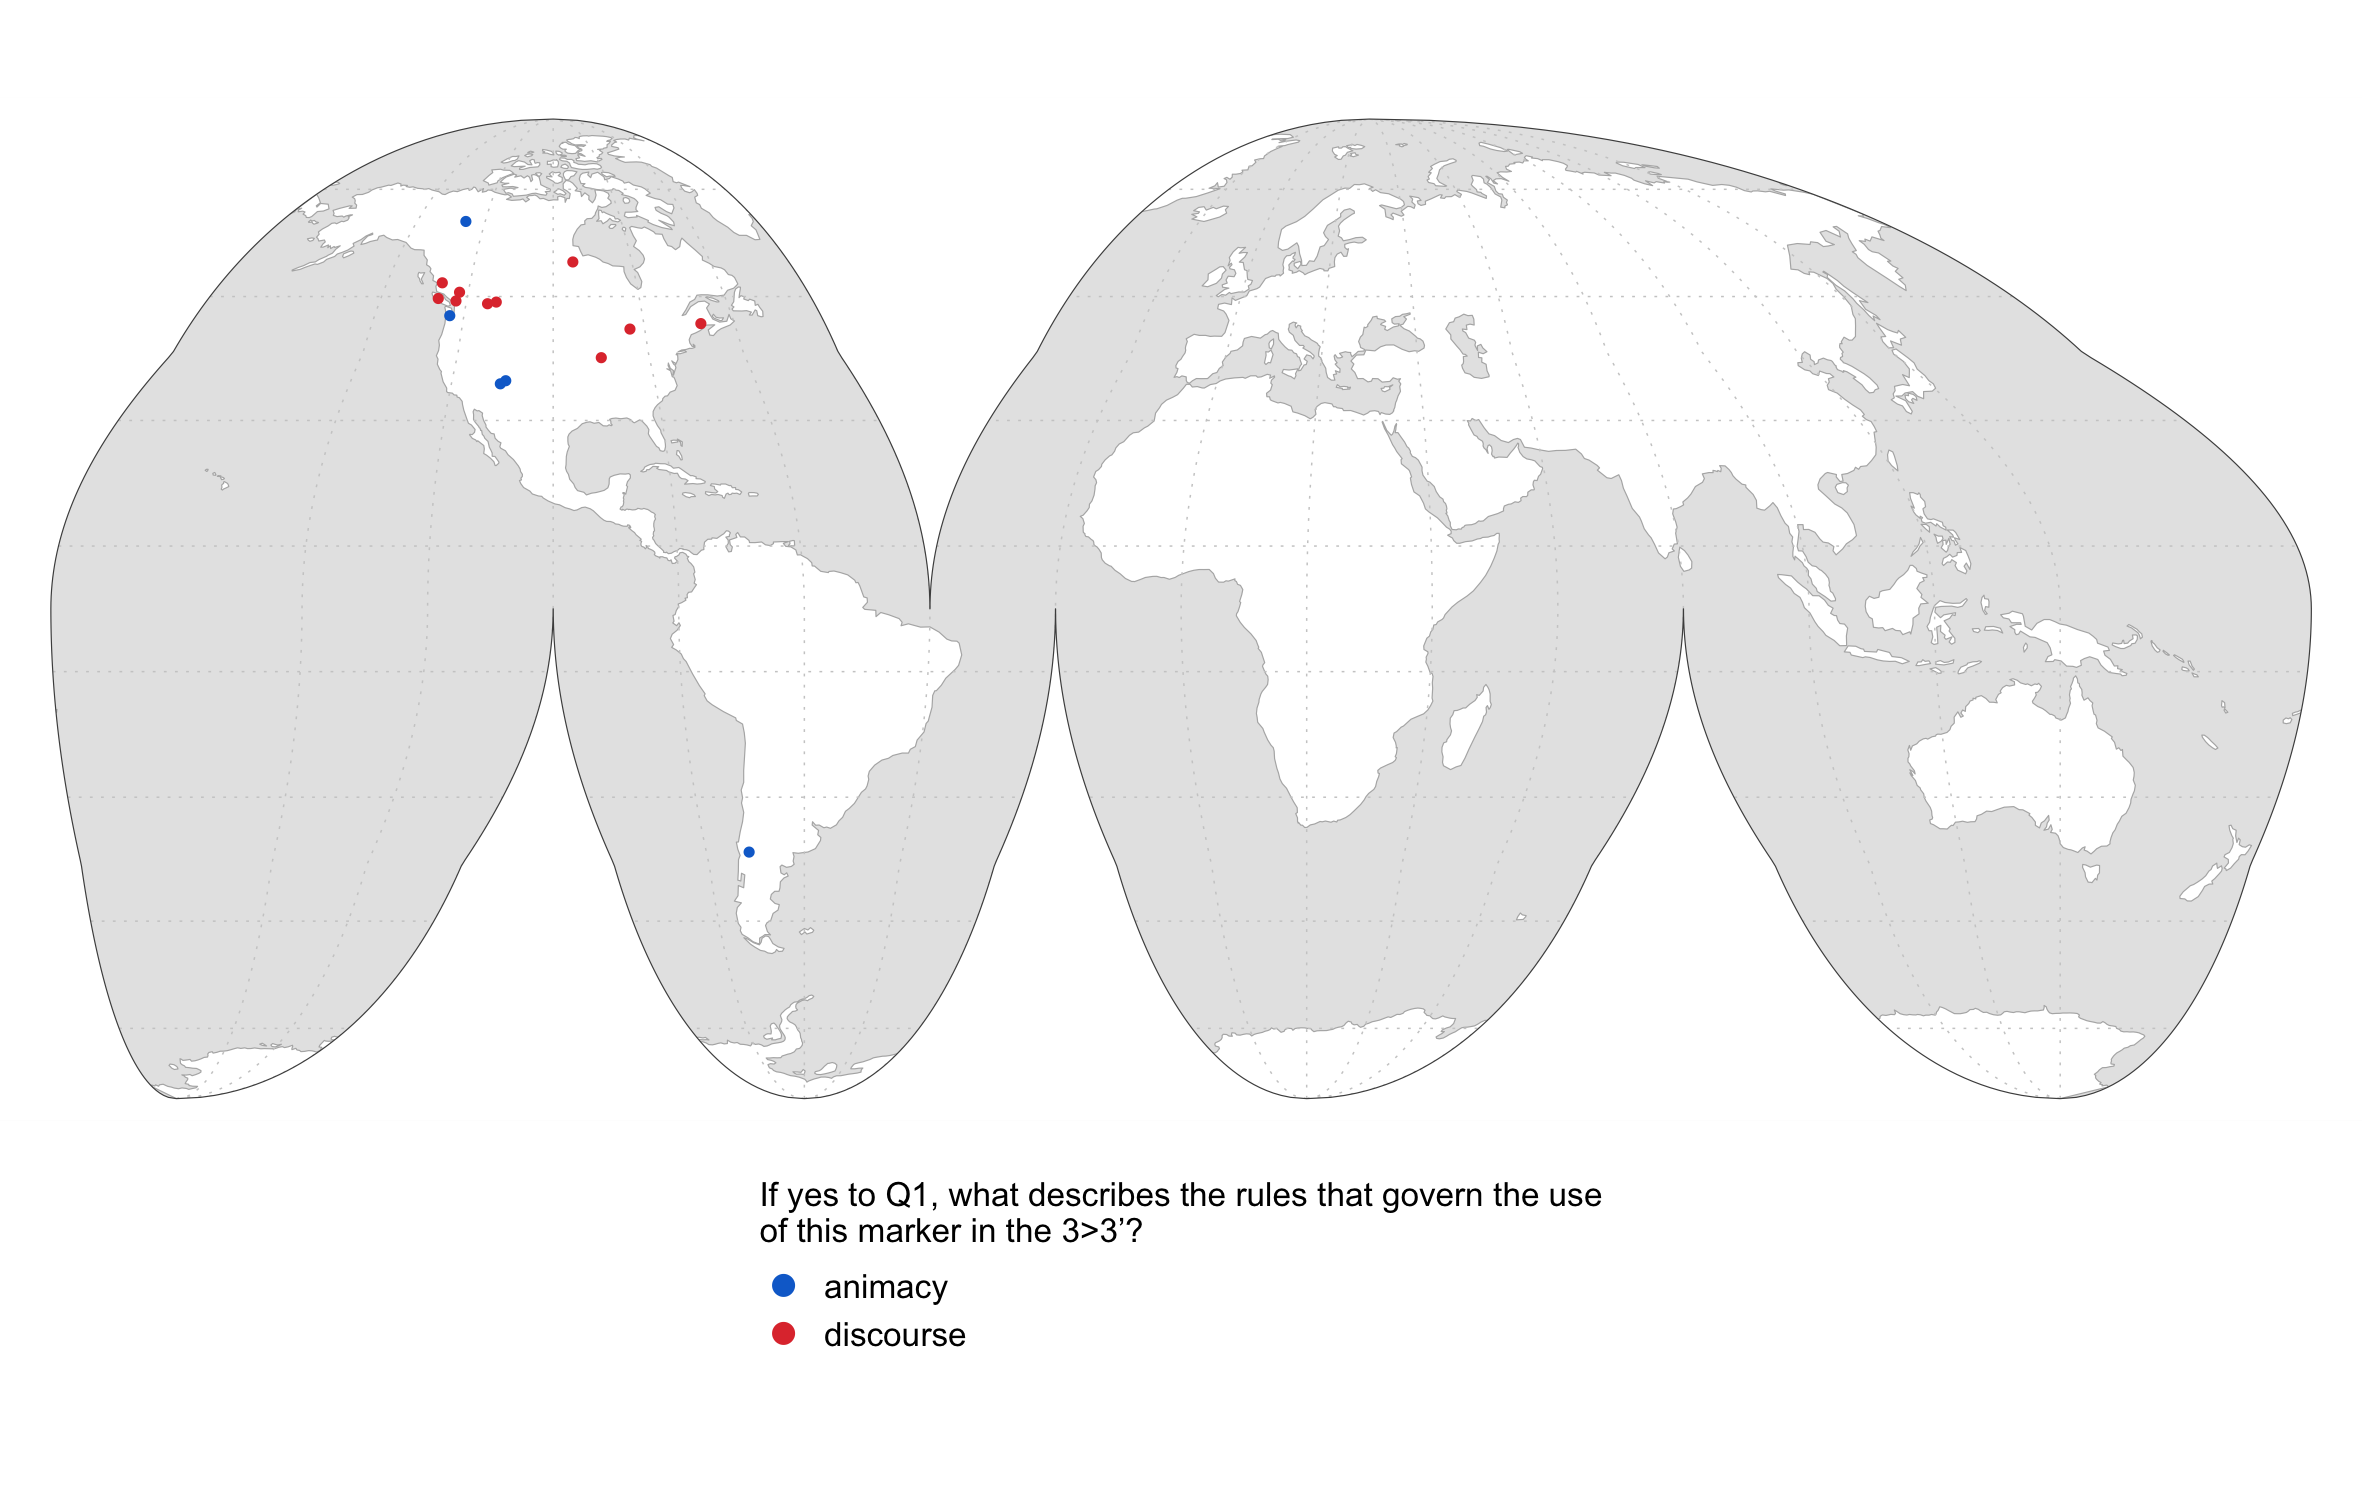 If yes to Q1, what describes the rules that govern the use
of this marker in the 3>3’?
animacy
discourse